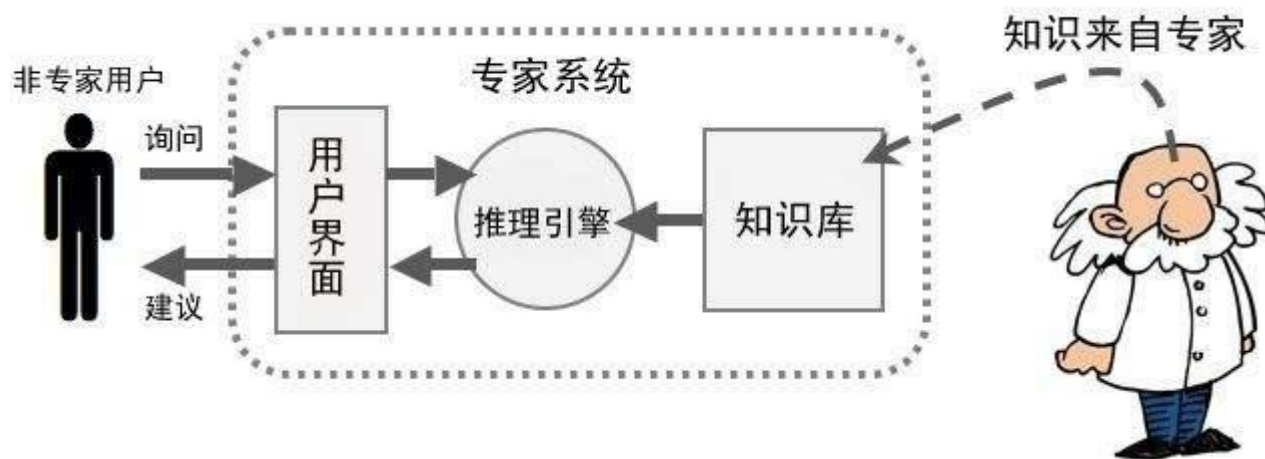 知识来自专家
专家系统
非专家用户
询问
用户界面
推理引擎
知识库
建议